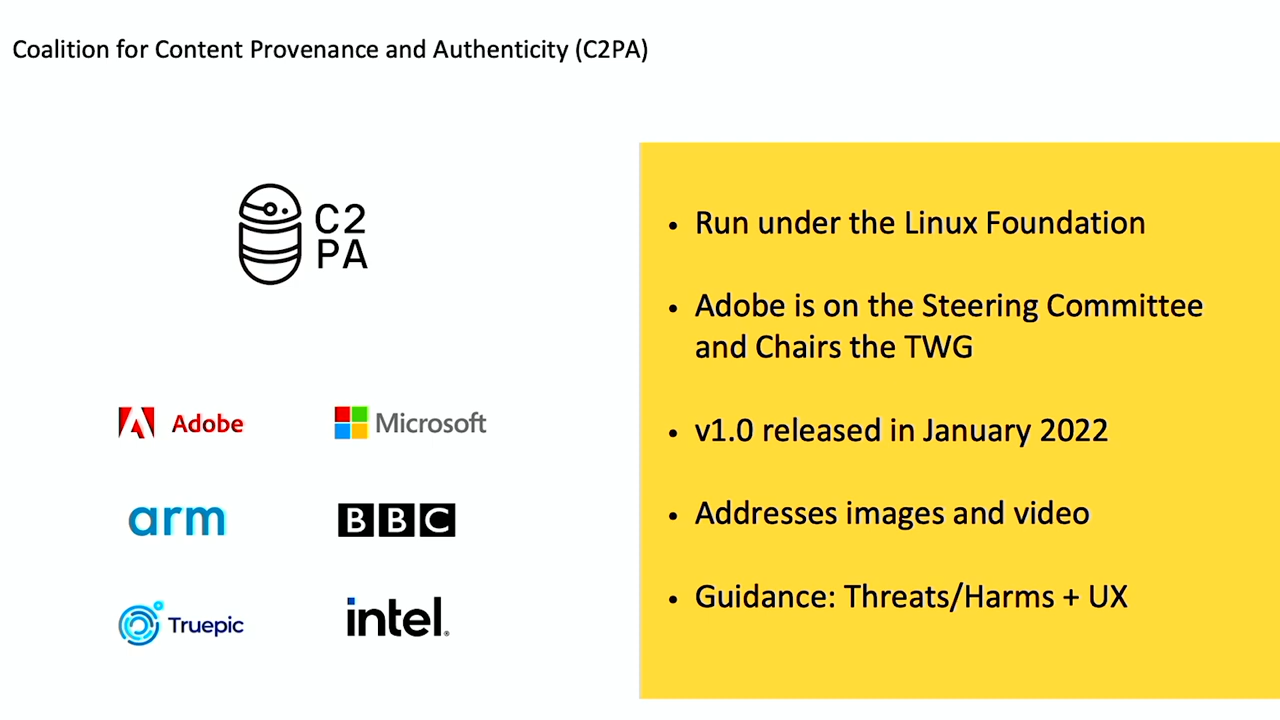 Coalition for Content Provenance and Authenticity (C2PA)
C2
PA
Adobe
Microsoft
arm
BBC
Truepic
intel®
• Run under the Linux Foundation
• Adobe is on the Steering Committee
and Chairs the TWG
• v1.0 released in January 2022
• Addresses images and video
• Guidance: Threats/Harms + UX